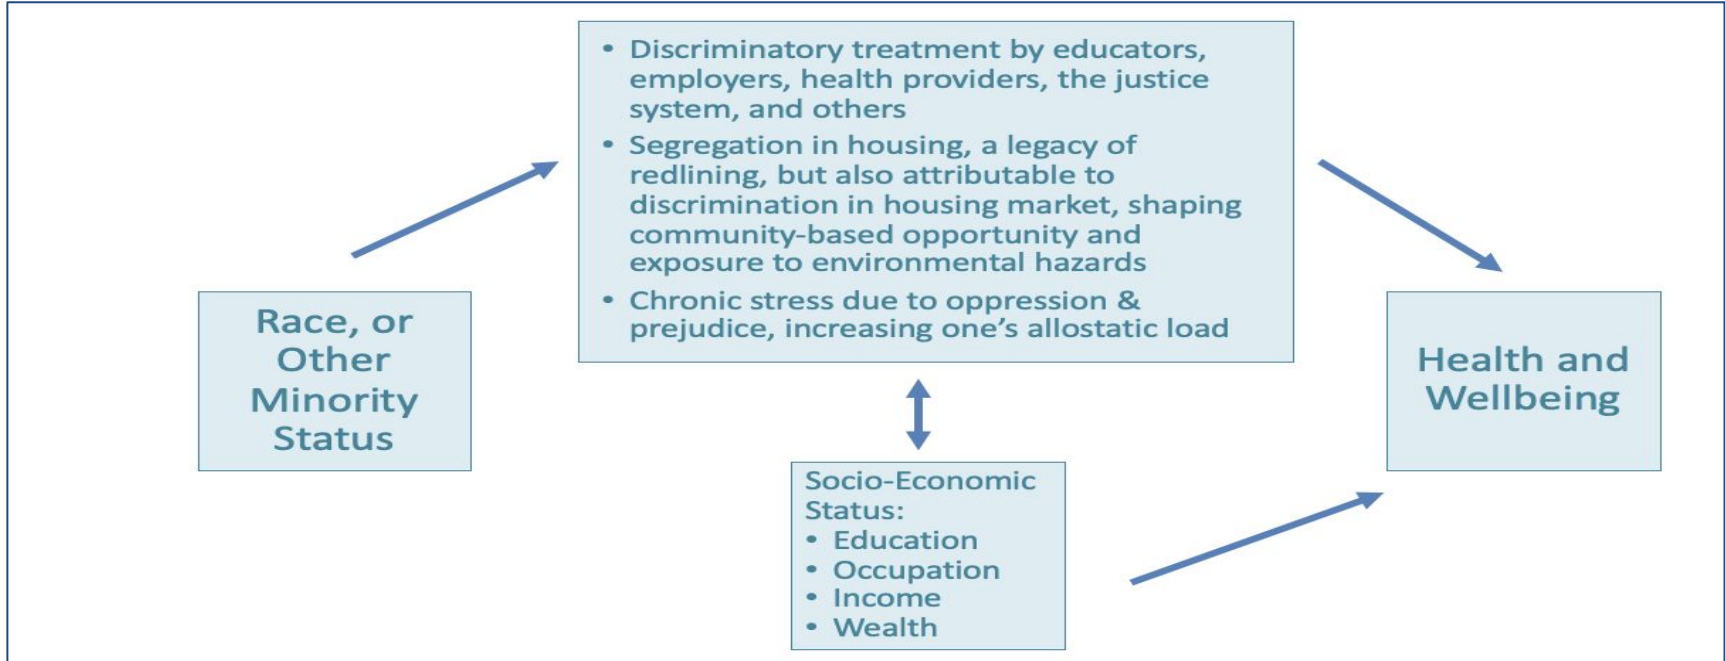 • Discriminatory treatment by educators,
employers, health providers, the justice
system, and others
• Segregation in housing, a legacy of
redlining, but also attributable to
discrimination in housing market, shaping
community-based opportunity and
exposure to environmental hazards
• Chronic stress due to oppression &
prejudice, increasing one’s allostatic load
Race, or
Other
Minority
Status
Health and
Wellbeing
Socio-Economic
Status:
• Education
• Occupation
• Income
• Wealth